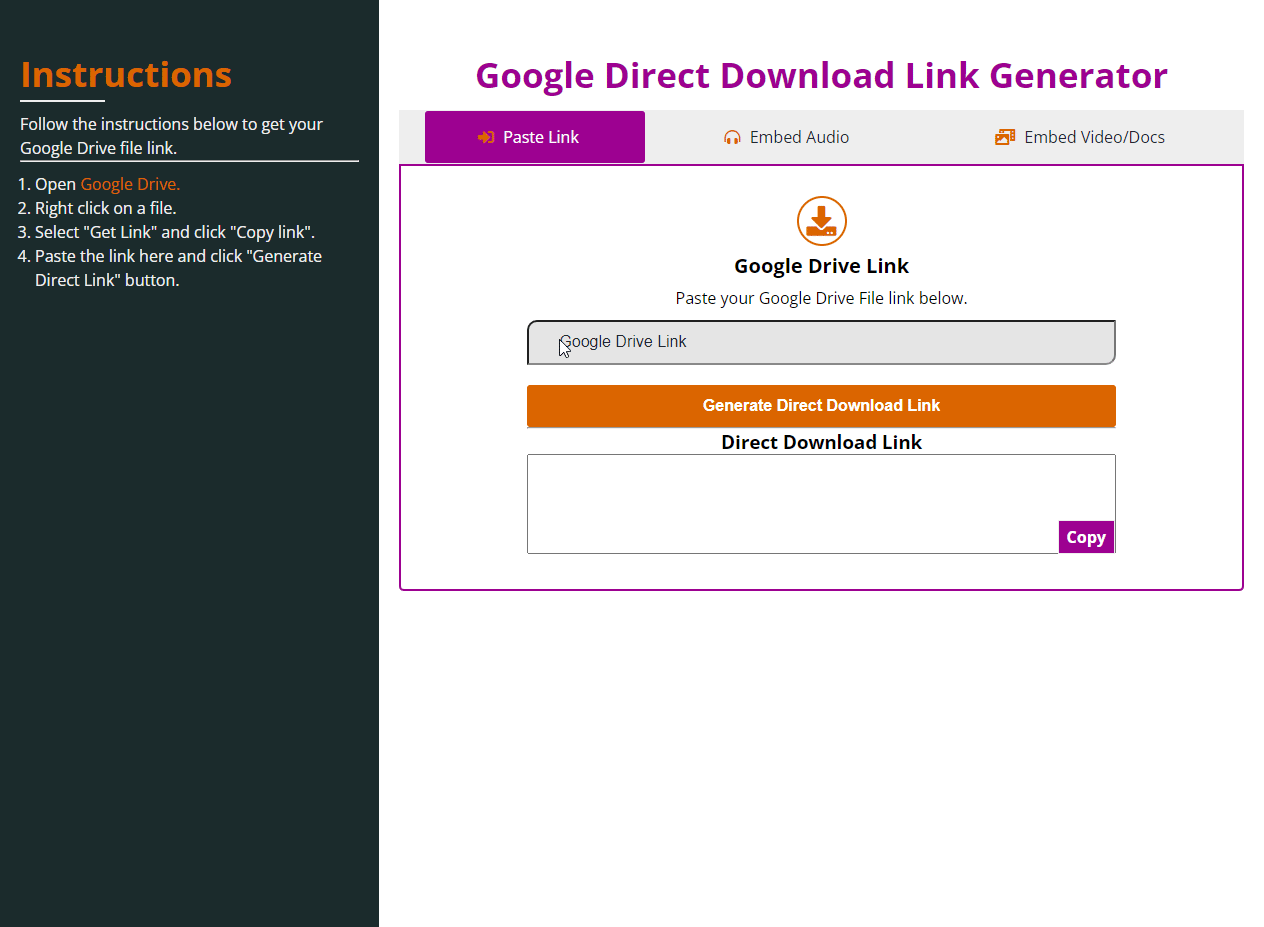 Instructions
Follow the instructions below to get your
Google Drive file link.
1. Open Google Drive.
2. Right click on a file.
3. Select "Get Link" and click "Copy link".
4. Paste the link here and click "Generate
Direct Link" button.
Google Direct Download Link Generator
Paste Link
Embed Audio
Embed Video/Docs
Google Drive Link
Paste your Google Drive File link below.
Google Drive Link
Generate Direct Download Link
Direct Download Link
Copy